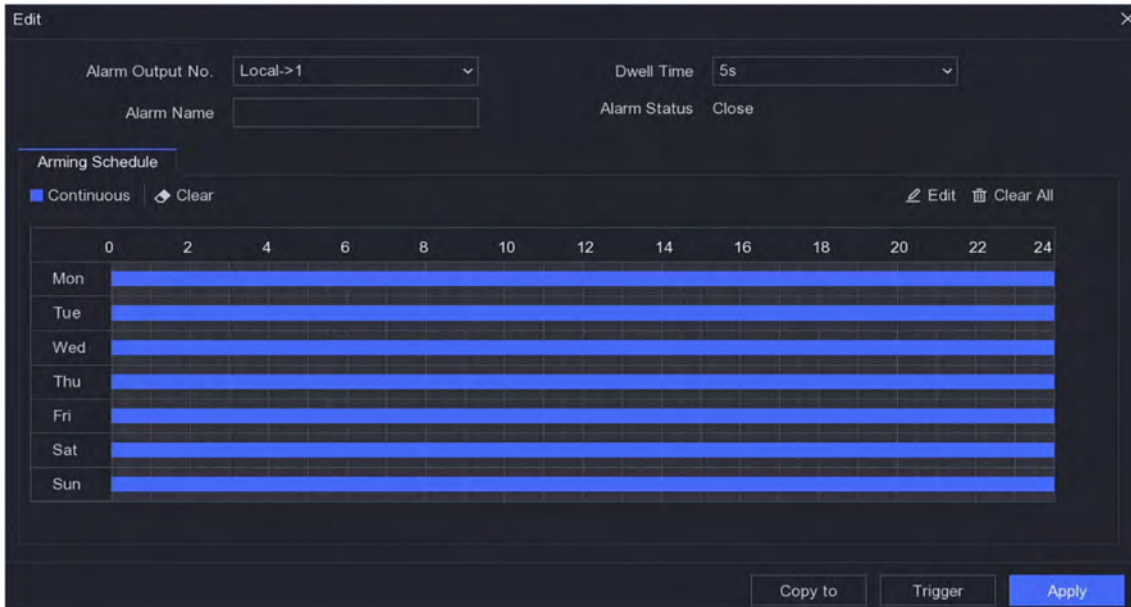 Edit
Alarm Output No. Local->1 Dwell Time 5s
Alarm Name Alarm Status Close
Arming Schedule
Continuous Clear Edit Clear All
0 2 4 6 8 10 12 14 16 18 20 22 24
Mon
Tue
Wed
Thu
Fri
Sat
Sun
Copy to Trigger Apply